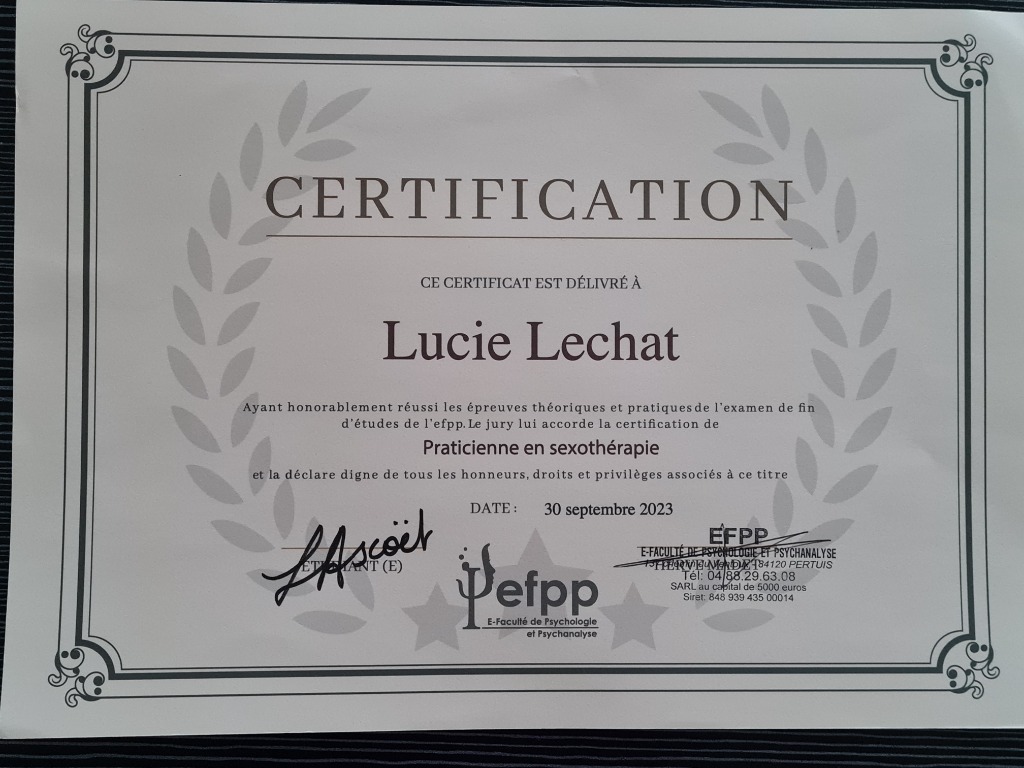 CERTIFICATION
CE CERTIFICAT EST DÉLIVRÉ À
Lucie Lechat
Ayant honorablement réussi les épreuves théoriques et pratiques de l'examen de fin
d'études de l'efpp. Le jury lui accorde la certification de
Praticienne en sexothérapie
et la déclare digne de tous les honneurs, droits et privilèges associés à ce titre
DATE : 30 septembre 2023
LAscoët
ETUDIANT (E)
efpp
E-Faculté de Psychologie
et Psychanalyse
EFPP
E-FACULTÉ DE PSYCHOLOGIE ET PSYCHANALYSE
84120 PERTUIS
Tél: 04 88.29.63.08
SARL au capital de 5000 euros
Siret: 848 939 435 00014